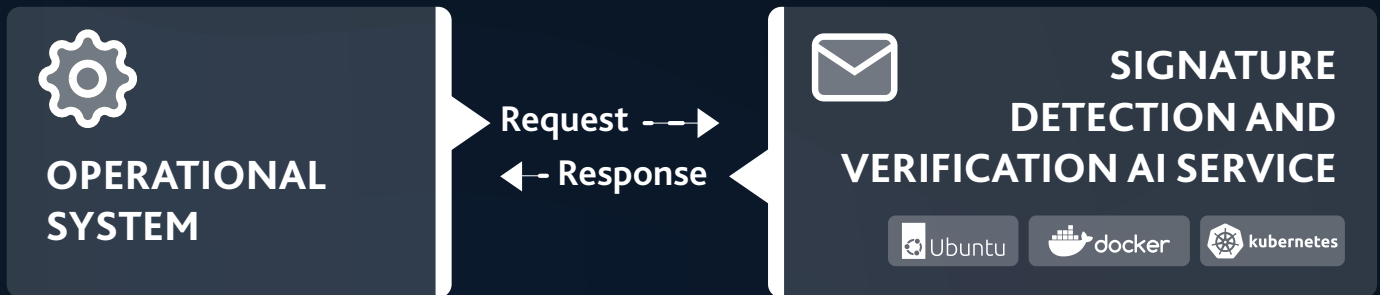 OPERATIONAL
SYSTEM
Request
Response
SIGNATURE
DETECTION AND
VERIFICATION AI SERVICE
Ubuntu
docker
kubernetes